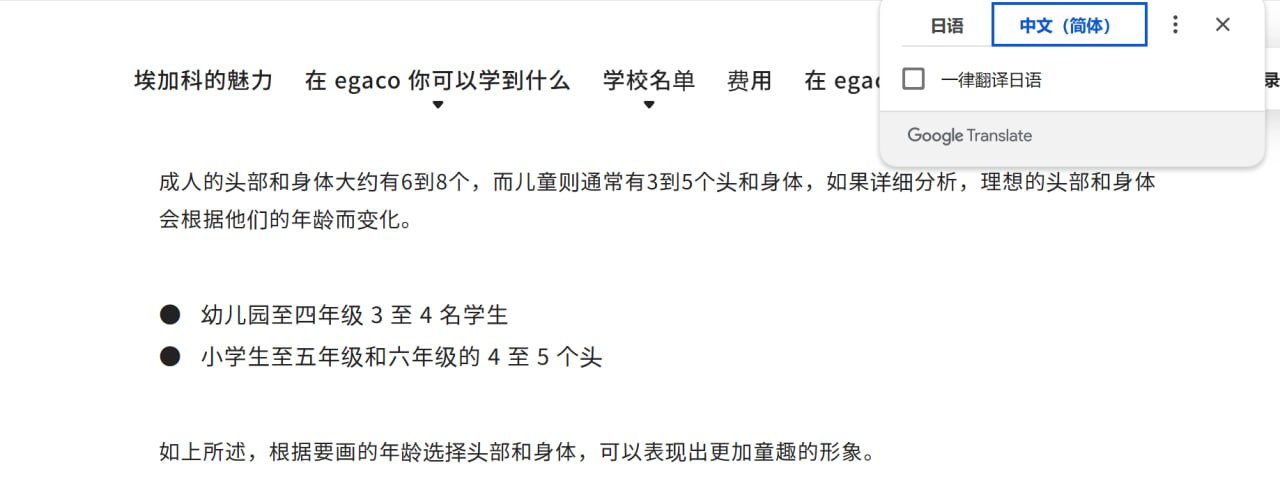 日语 中文（简体）
一律翻译日语
Google Translate
埃加科的魅力 在 egaco 你可以学到什么 学校名单 费用 在 egac 录
成人的头部和身体大约有6到8个，而儿童则通常有3到5个头和身体，如果详细分析，理想的头部和身体
会根据他们的年龄而变化。
● 幼儿园至四年级 3 至 4 名学生
● 小学生至五年级和六年级的 4 至 5 个头
如上所述，根据要画的年龄选择头部和身体，可以表现出更加童趣的形象。